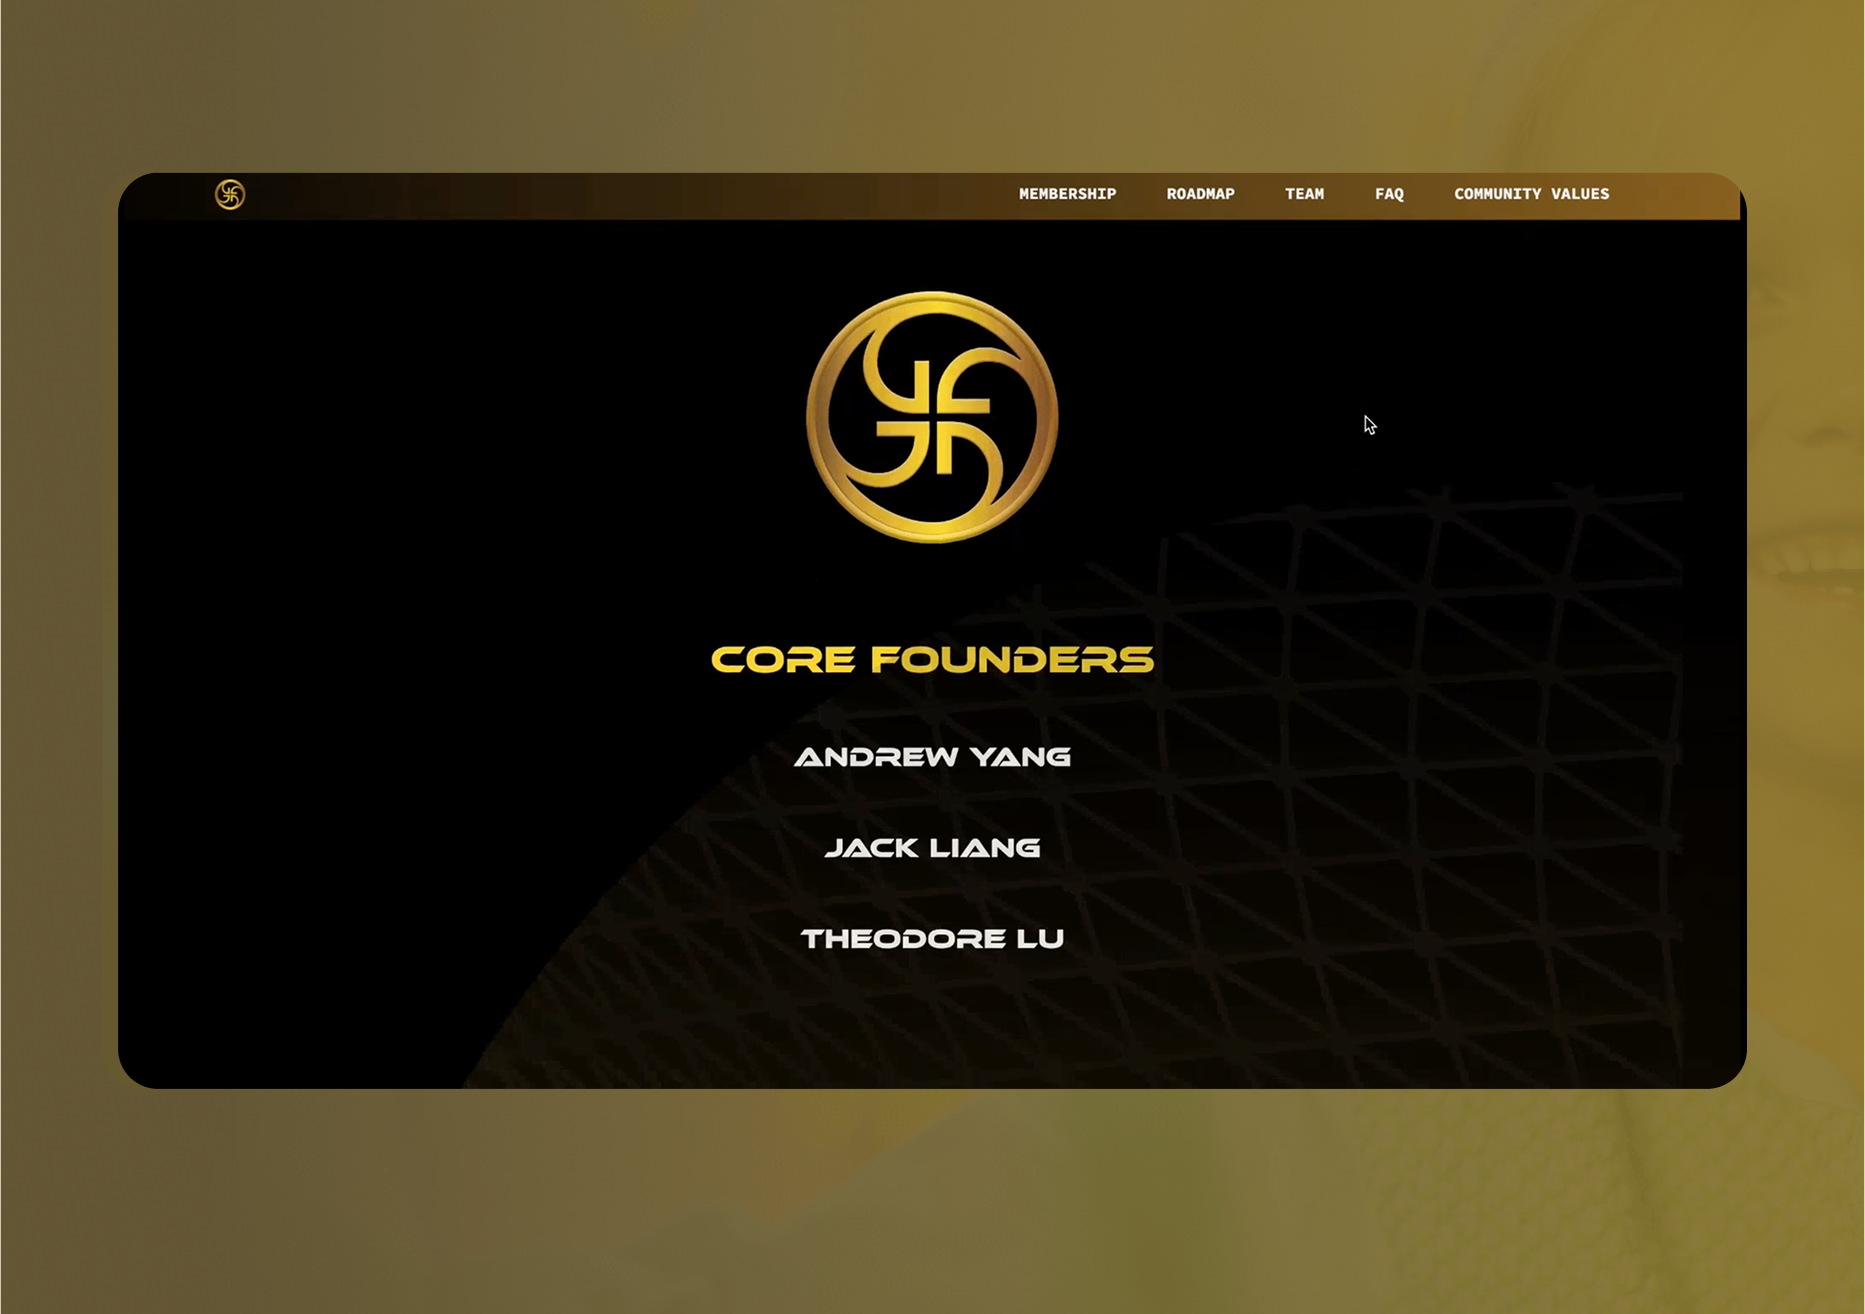 MEMBERSHIP ROADMAP TEAM FAQ COMMUNITY VALUES
CORE FOUNDERS
ANDREW YANG
JACK LIANG
THEODORE LU